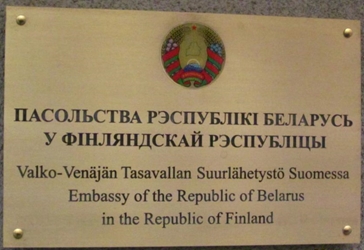 ПАСОЛЬСТВА РЭСПУБЛІКІ БЕЛАРУСЬ
У ФІНЛЯНДСКАЙ РЭСПУБЛІЦЫ
Valko-Venäjän Tasavallan Suurlähetystö Suomessa
Embassy of the Republic of Belarus
in the Republic of Finland